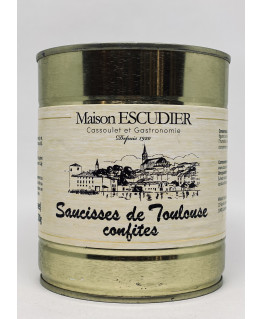 Maison ESCUDIER
Cassoulet et Gastronomie
Depuis 1920
Saucisses de Toulouse
confites